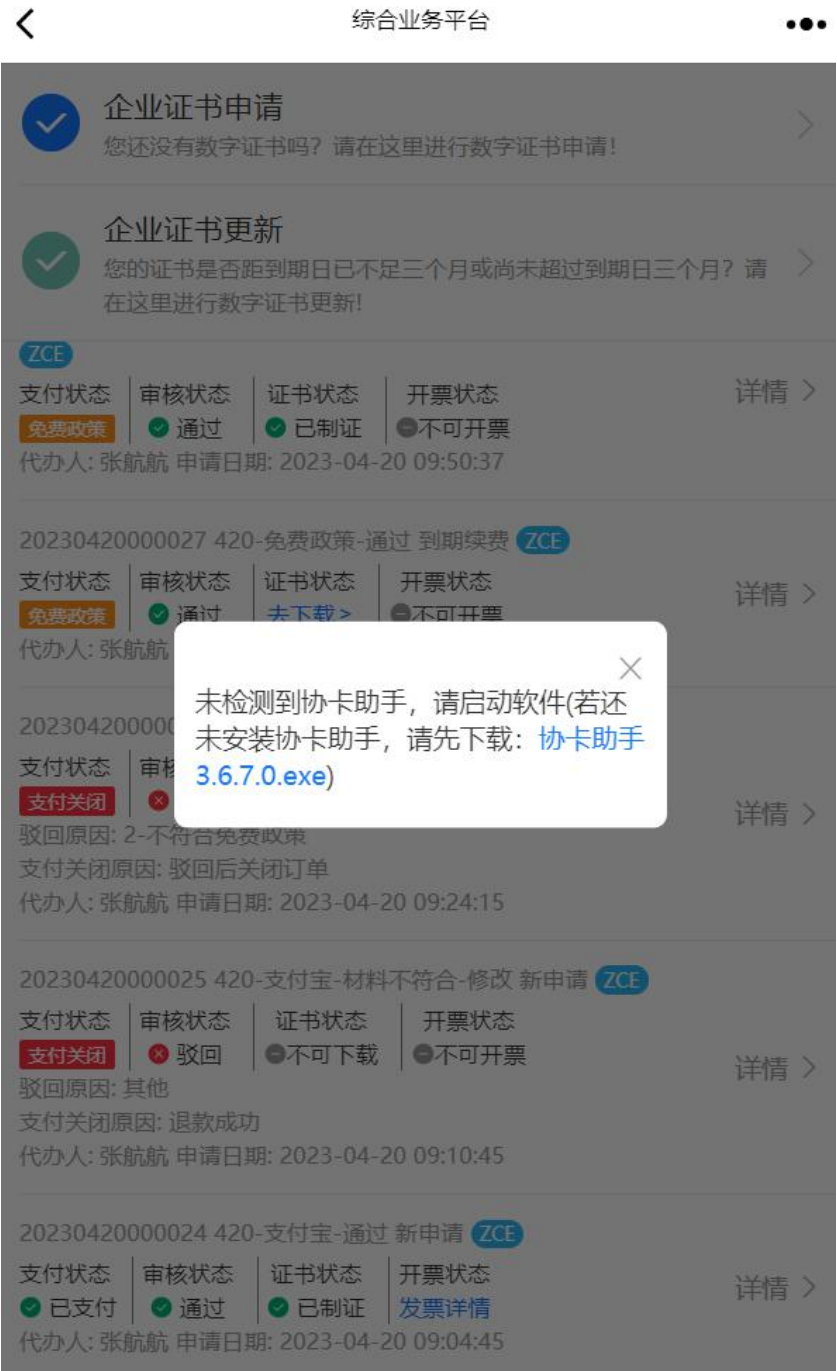 综合业务平台
企业证书申请
您还没有数字证书吗？请在这里进行数字证书申请！
企业证书更新
您的证书是否距到期日已不足三个月或尚未超过到期日三个月？请
在这里进行数字证书更新!
ZCE
支付状态 审核状态 证书状态 开票状态 详情
免费政策 通过 已制证 不可开票
代办人: 张航航 申请日期: 2023-04-20 09:50:37
20230420000027 420-免费政策-通过 到期续费 ZCE
支付状态 审核状态 证书状态 开票状态 详情
免费政策 通过 去下载> 不可开票
代办人: 张航航
未检测到协卡助手，请启动软件(若还
未安装协卡助手，请先下载：协卡助手
3.6.7.0.exe)
202304200000
支付状态 审核
支付关闭 详情
驳回原因: 2-不符合免费政策
支付关闭原因: 驳回后关闭订单
代办人: 张航航 申请日期: 2023-04-20 09:24:15
20230420000025 420-支付宝-材料不符合-修改 新申请 ZCE
支付状态 审核状态 证书状态 开票状态
支付关闭 驳回 不可下载 不可开票 详情
驳回原因: 其他
支付关闭原因: 退款成功
代办人: 张航航 申请日期: 2023-04-20 09:10:45
20230420000024 420-支付宝-通过 新申请 ZCE
支付状态 审核状态 证书状态 开票状态 详情
已支付 通过 已制证 发票详情
代办人: 张航航 申请日期: 2023-04-20 09:04:45